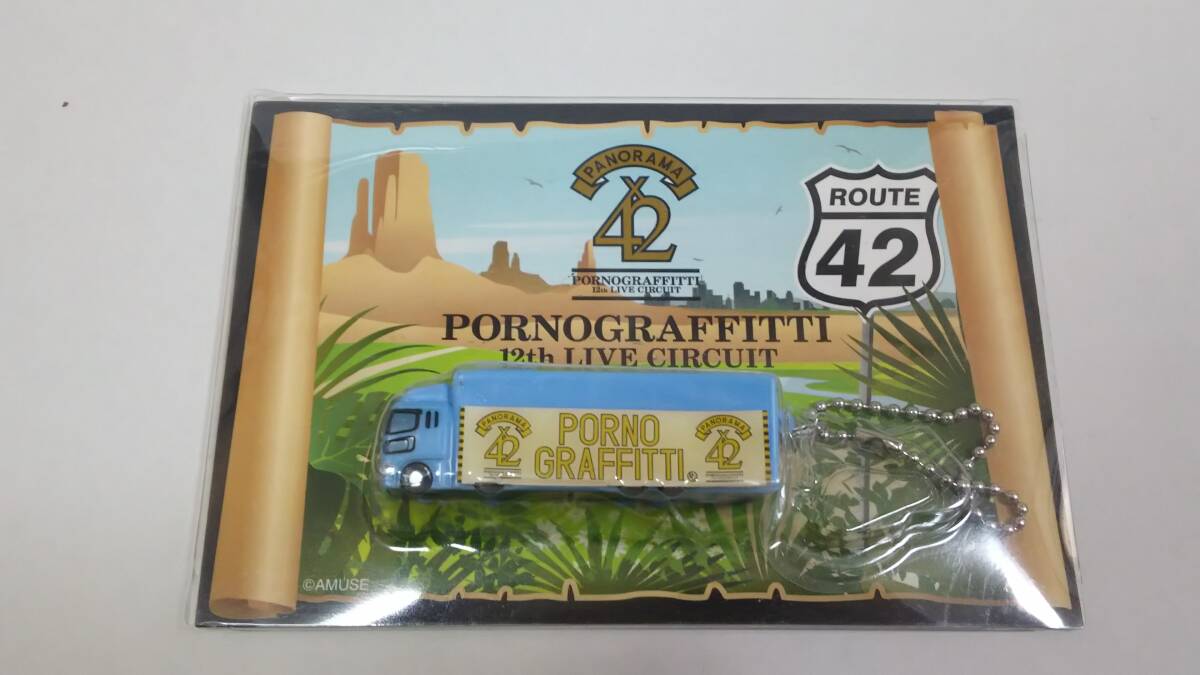 PANORAMA
X
42
PORNOGRAFFITTI
12th LIVE CIRCUIT
ROUTE
42
PORNOGRAFFITTI
12th LIVE CIRCUIT
PANORAMA
X
42
PORNO
GRAFFITTI
PANORAMA
X
42
©AMUSE